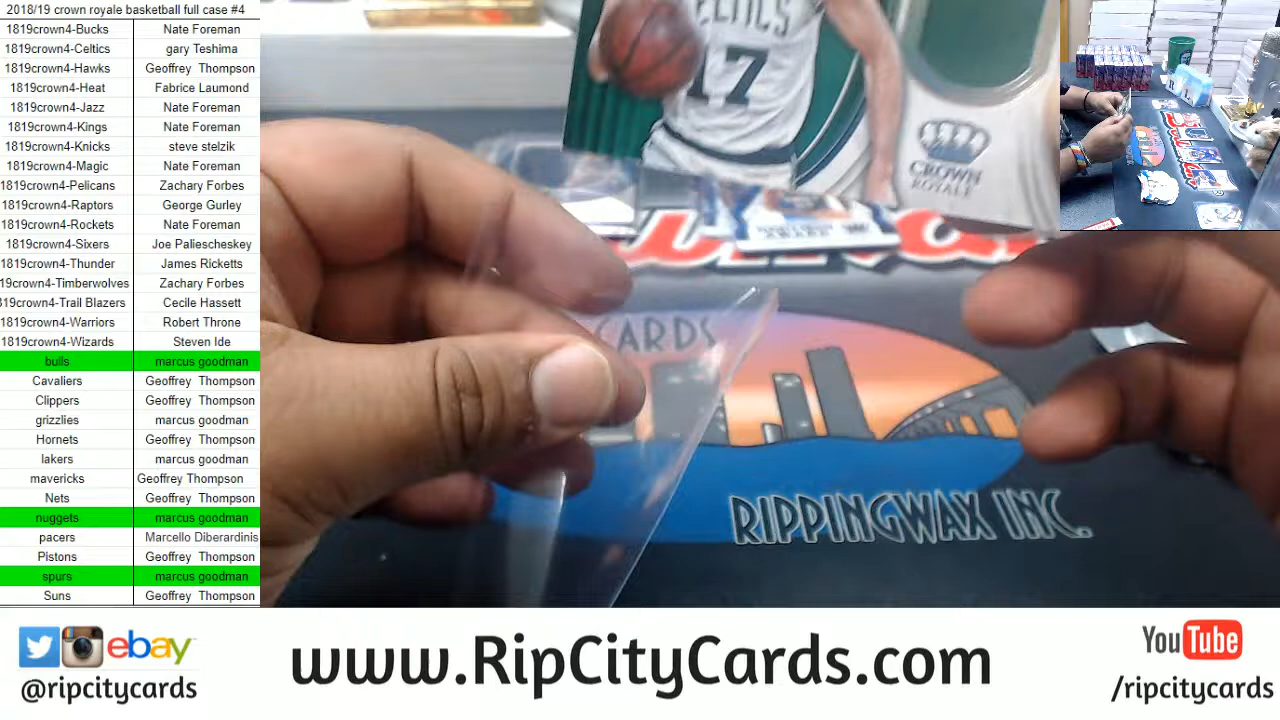 2018/19 crown royale basketball full case #4
1819crown4-Bucks Nate Foreman
1819crown4-Celtics gary Teshima
1819crown4-Hawks Geoffrey Thompson
1819crown4-Heat Fabrice Laumond
1819crown4-Jazz Nate Foreman
1819crown4-Kings Nate Foreman
1819crown4-Knicks steve stelzik
1819crown4-Magic Nate Foreman
1819crown4-Pelicans Zachary Forbes
1819crown4-Raptors George Gurley
1819crown4-Rockets Nate Foreman
1819crown4-Sixers Joe Paliescheskey
1819crown4-Thunder James Ricketts
19crown4-Timberwolves Zachary Forbes
819crown4-Trail Blazers Cecile Hassett
1819crown4-Warriors Robert Throne
1819crown4-Wizards Steven Ide
bulls marcus goodman
Cavaliers Geoffrey Thompson
Clippers Geoffrey Thompson
grizzlies marcus goodman
Hornets Geoffrey Thompson
lakers marcus goodman
mavericks Geoffrey Thompson
Nets Geoffrey Thompson
nuggets marcus goodman
pacers Marcello Diberardinis
Pistons Geoffrey Thompson
spurs marcus goodman
Suns Geoffrey Thompson
CELTICS
17
CROWN
ROYALE
CARDS
RIPPINGWAX INC.
ebay
@ripcitycards
www.RipCityCards.com
YouTube
/ripcitycards